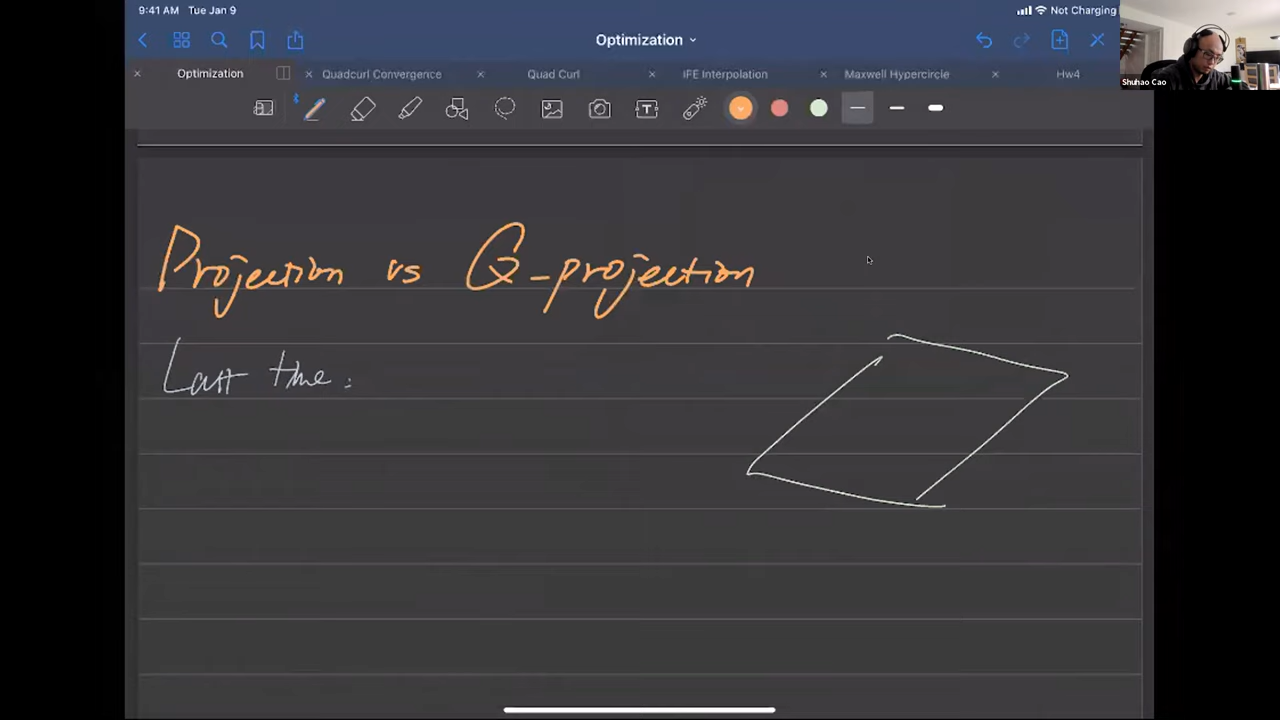 9:41 AM Tue Jan 9
Not Charging
Optimization
Optimization
Quadcurl Convergence
Quad Curl
IFE Interpolation
Maxwell Hypercircle
Hw4
T
Shuhao Cao
Projection vs Q-projection
Last time: